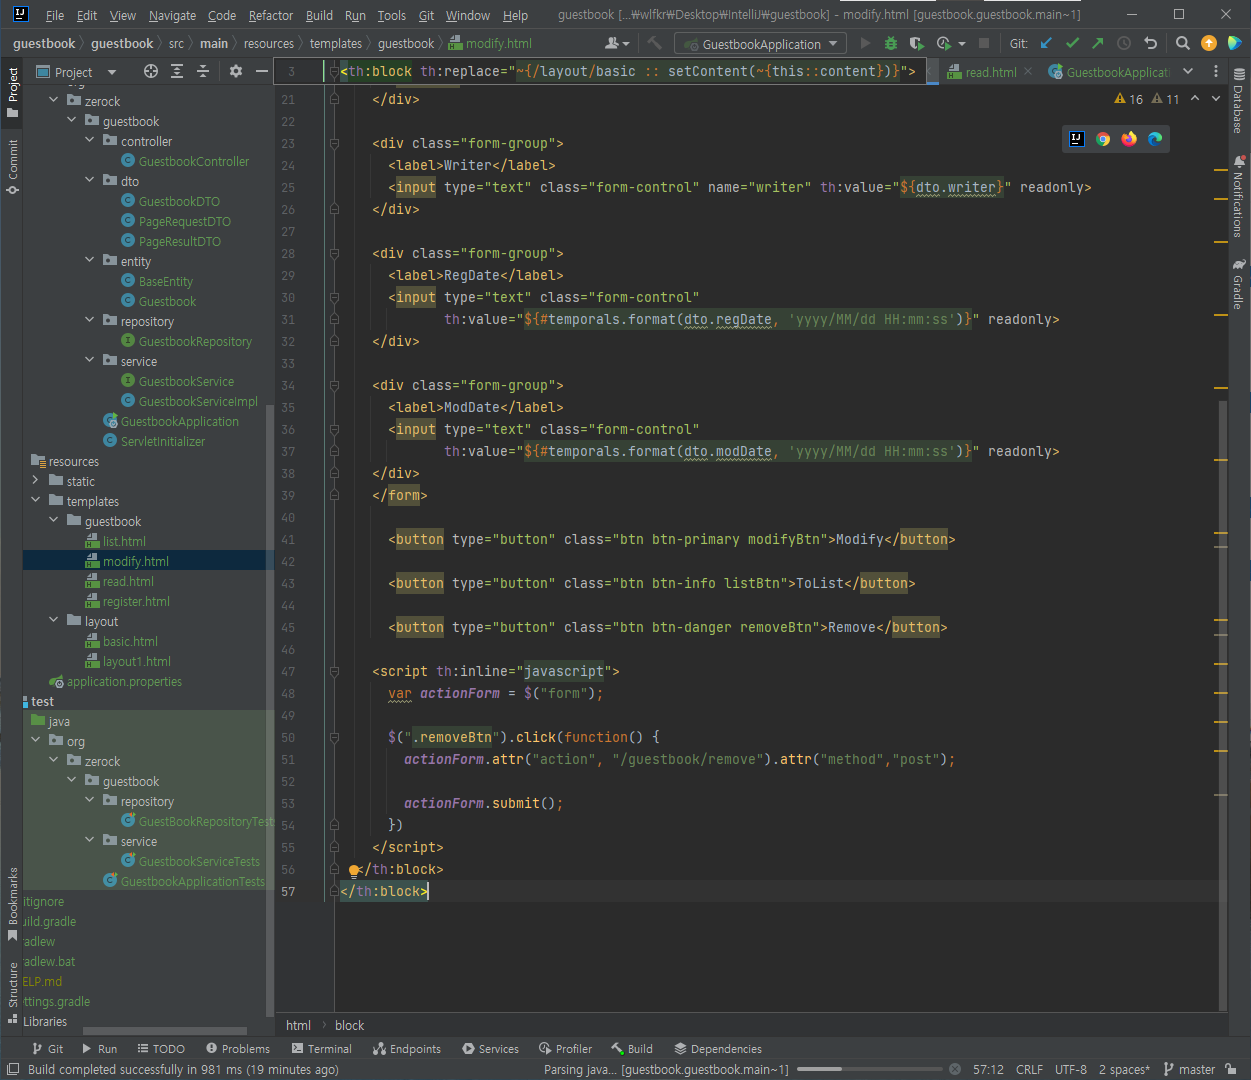 File Edit View Navigate Code Refactor Build Run Tools Git Window Help guestbook [...₩wlfkr₩Desktop₩IntelliJ₩guestbook] - modify.html [guestbook.guestbook.main~1]
guestbook guestbook src main resources templates guestbook modify.html GuestbookApplication Git:
Project
3 <th:block th:replace="~{/layout/basic :: setContent(~{this::content})}"> read.html GuestbookApplicati
16 11
org
zerock
guestbook
controller
GuestbookController
dto
GuestbookDTO
PageRequestDTO
PageResultDTO
entity
BaseEntity
Guestbook
repository
GuestbookRepository
service
GuestbookService
GuestbookServiceImpl
GuestbookApplication
ServletInitializer
resources
static
templates
guestbook
list.html
modify.html
read.html
register.html
layout
basic.html
layout1.html
application.properties
test
java
org
zerock
guestbook
repository
GuestBookRepositoryTest
service
GuestbookServiceTests
GuestbookApplicationTests
itignore
uild.gradle
radlew
radlew.bat
ELP.md
ettings.gradle
Libraries
21 </div>
22
23 <div class="form-group">
24 <label>Writer</label>
25 <input type="text" class="form-control" name="writer" th:value="${dto.writer}" readonly>
26 </div>
27
28 <div class="form-group">
29 <label>RegDate</label>
30 <input type="text" class="form-control"
31 th:value="${#temporals.format(dto.regDate, 'yyyy/MM/dd HH:mm:ss')}" readonly>
32 </div>
33
34 <div class="form-group">
35 <label>ModDate</label>
36 <input type="text" class="form-control"
37 th:value="${#temporals.format(dto.modDate, 'yyyy/MM/dd HH:mm:ss')}" readonly>
38 </div>
39 </form>
40
41 <button type="button" class="btn btn-primary modifyBtn">Modify</button>
42
43 <button type="button" class="btn btn-info listBtn">ToList</button>
44
45 <button type="button" class="btn btn-danger removeBtn">Remove</button>
46
47 <script th:inline="javascript">
48 var actionForm = $("form");
49
50 $(".removeBtn").click(function() {
51 actionForm.attr("action", "/guestbook/remove").attr("method","post");
52
53 actionForm.submit();
54 })
55 </script>
56 </th:block>
57 </th:block>
html block
Project
Commit
Bookmarks
Structure
Database
Notifications
Gradle
Git Run TODO Problems Terminal Endpoints Services Profiler Build Dependencies
Build completed successfully in 981 ms (19 minutes ago) Parsing java... [guestbook.guestbook.main~1] 57:12 CRLF UTF-8 2 spaces* master